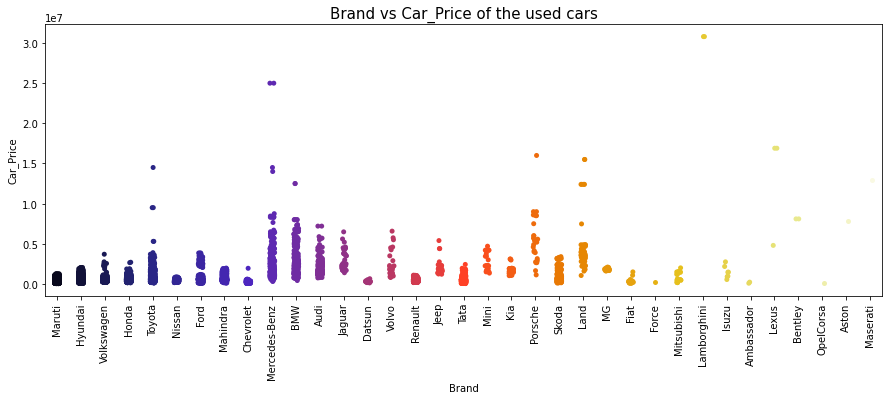 Brand vs Car_Price of the used cars
1e7
3.0
2.5
2.0
1.5
1.0
0.5
0.0
Car_Price
Maruti
Hyundai
Volkswagen
Honda
Toyota
Nissan
Ford
Mahindra
Chevrolet
Mercedes-Benz
BMW
Audi
Jaguar
Datsun
Volvo
Renault
Jeep
Tata
Mini
Kia
Porsche
Skoda
Land
MG
Fiat
Force
Mitsubishi
Lamborghini
Isuzu
Ambassador
Lexus
Bentley
OpelCorsa
Aston
Maserati
Brand